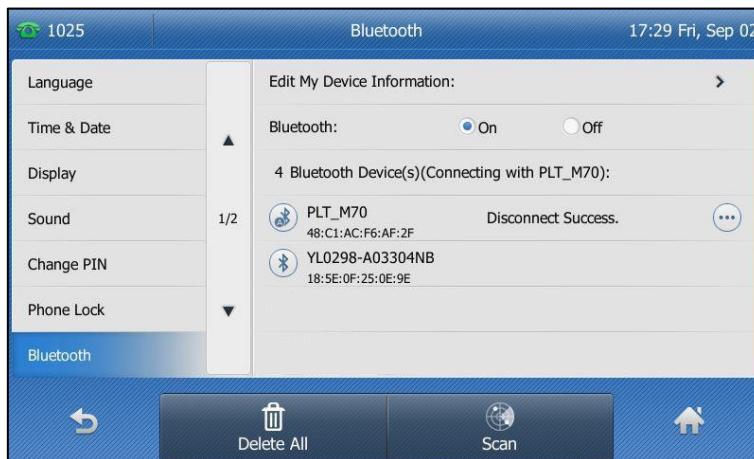 1025 Bluetooth 17:29 Fri, Sep 02
Language
Time & Date
Display
Sound
Change PIN
Phone Lock
Bluetooth
1/2
Edit My Device Information:
Bluetooth: On Off
4 Bluetooth Device(s)(Connecting with PLT_M70):
PLT_M70 Disconnect Success.
48:C1:AC:F6:AF:2F
YL0298-A03304NB
18:5E:0F:25:0E:9E
Delete All Scan